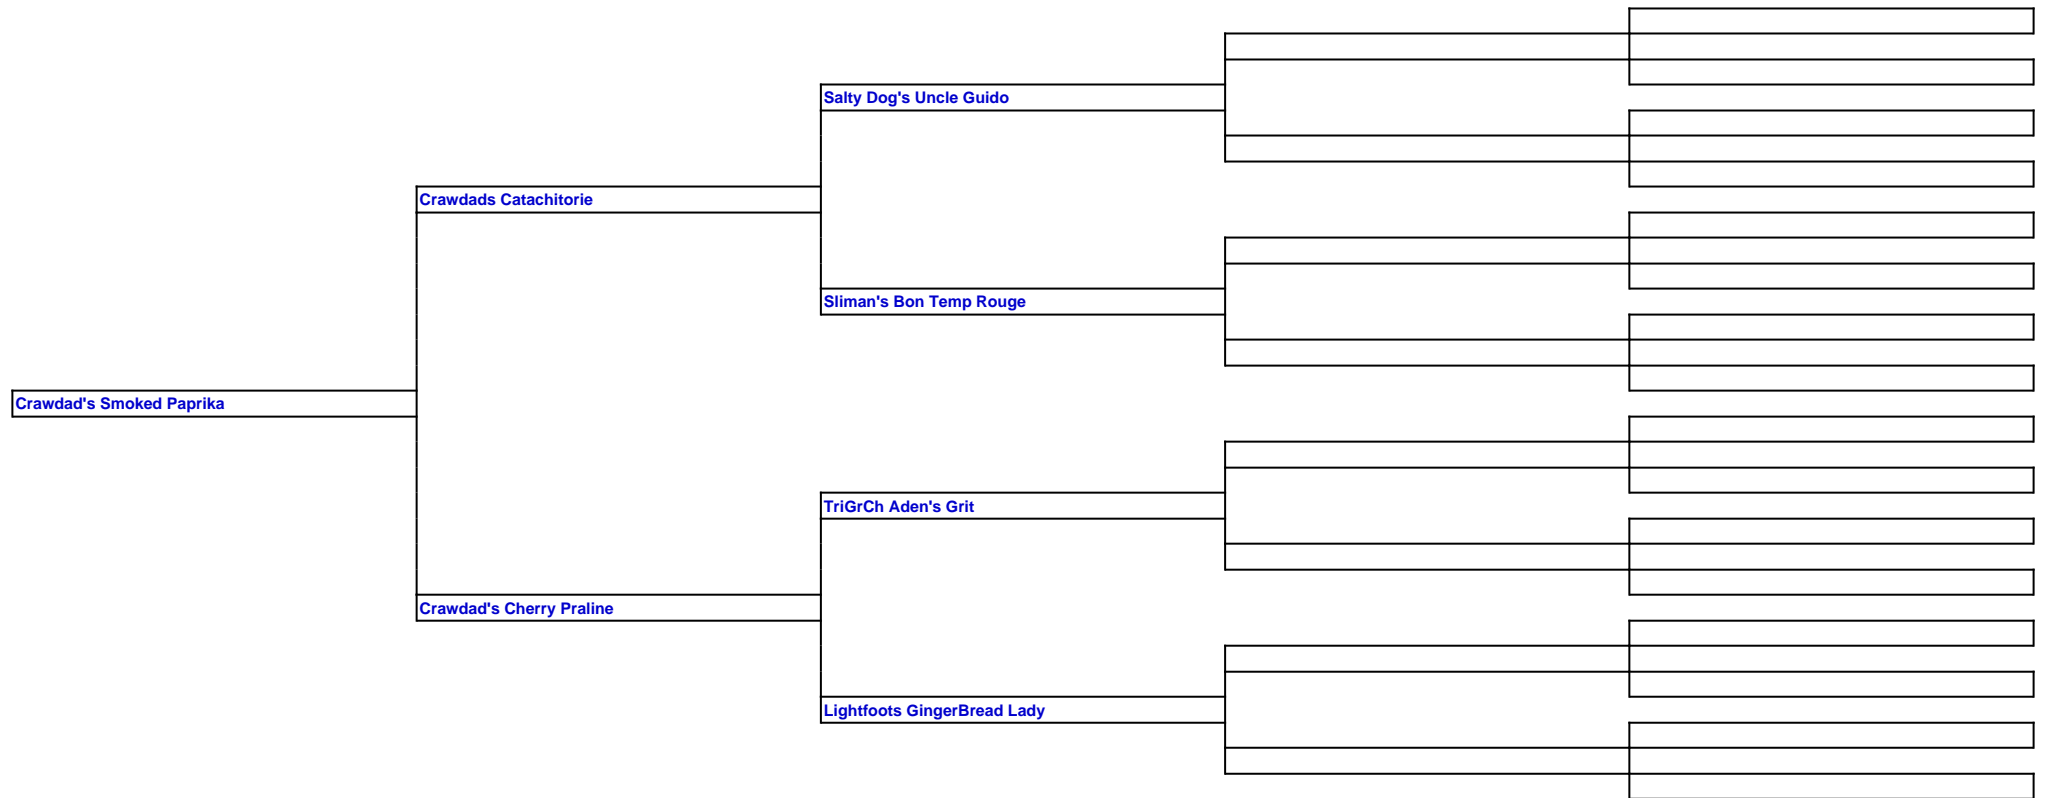 Salty Dog's Uncle Guido
Crawdads Catachitorie
Sliman's Bon Temp Rouge
Crawdad's Smoked Paprika
TriGrCh Aden's Grit
Crawdad's Cherry Praline
Lightfoots GingerBread Lady